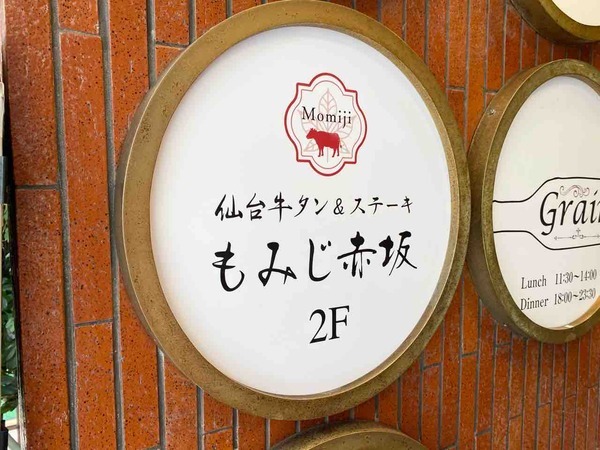 Momiji
仙台牛タン&ステーキ
もみじ赤坂
2F
Lunch 11:30~14:00
Dinner 18:00~23:30